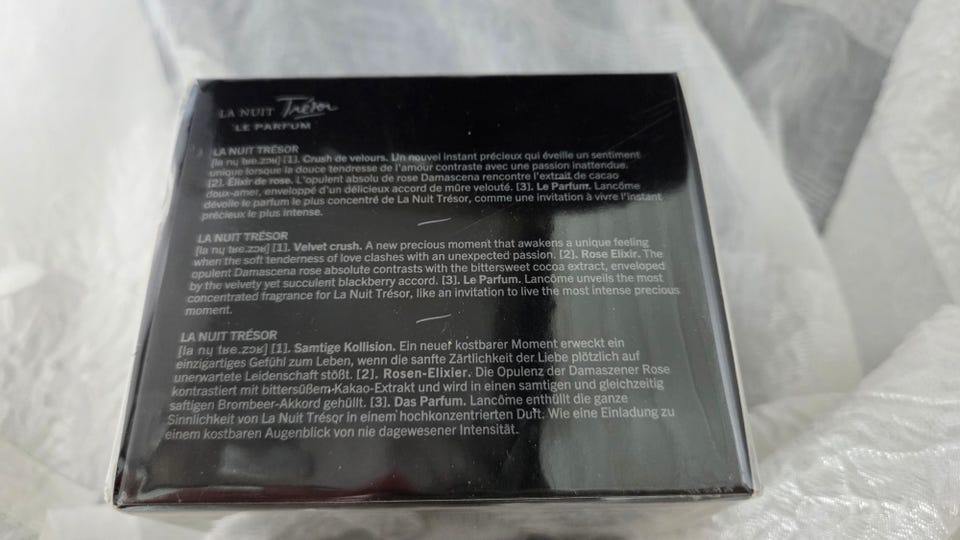 LA NUIT Trésor
LE PARFUM
LA NUIT TRÉSOR
[la nɥ tʁe.zɔʁ] [1]. Crush de velours. Un nouvel instant précieux qui éveille un sentiment
unique lorsque la douce tendresse de l'amour contraste avec une passion inattendue.
[2]. Élixir de rose. L'opulent absolu de rose Damascena rencontre l'extrait de cacao
doux-amer, enveloppé d'un délicieux accord de mûre velouté. [3]. Le Parfum. Lancôme
dévoile le parfum le plus concentré de La Nuit Trésor, comme une invitation à vivre l'instant
précieux le plus intense.
LA NUIT TRÉSOR
[la nɥ tʁe.zɔʁ] [1]. Velvet crush. A new precious moment that awakens a unique feeling
when the soft tenderness of love clashes with an unexpected passion. [2]. Rose Elixir. The
opulent Damascena rose absolute contrasts with the bittersweet cocoa extract, enveloped
by the velvety yet succulent blackberry accord. [3]. Le Parfum. Lancôme unveils the most
concentrated fragrance for La Nuit Trésor, like an invitation to live the most intense precious
moment.
LA NUIT TRÉSOR
[la nɥ tʁe.zɔʁ] [1]. Samtige Kollision. Ein neuer kostbarer Moment erweckt ein
einzigartiges Gefühl zum Leben, wenn die sanfte Zärtlichkeit der Liebe plötzlich auf
unerwartete Leidenschaft stößt. [2]. Rosen-Elixier. Die Opulenz der Damaszener Rose
kontrastiert mit bittersüßem Kakao-Extrakt und wird in einen samtigen und gleichzeitig
saftigen Brombeer-Akkord gehüllt. [3]. Das Parfum. Lancôme enthüllt die ganze
Sinnlichkeit von La Nuit Trésor in einem hochkonzentrierten Duft. Wie eine Einladung zu
einem kostbaren Augenblick von nie dagewesener Intensität.